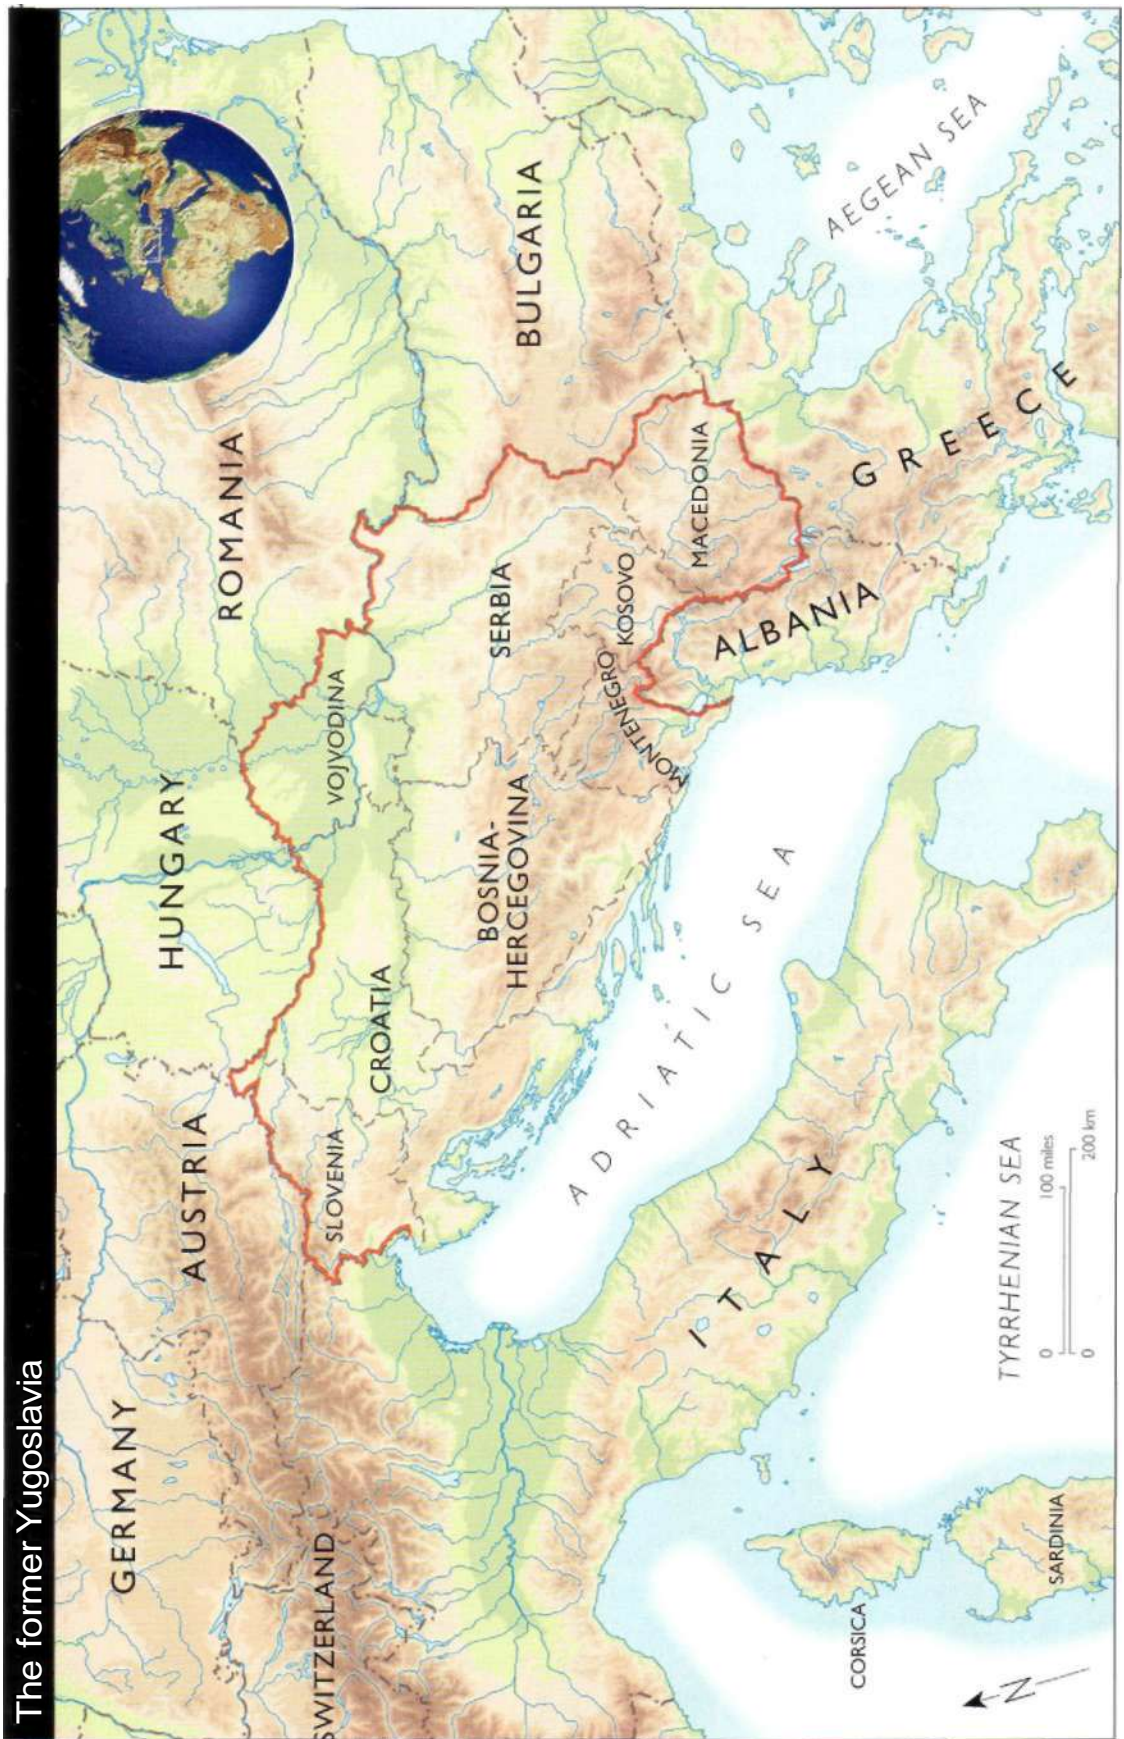 The former Yugoslavia
GERMANY
AUSTRIA
HUNGARY
ROMANIA
SWITZERLAND
SLOVENIA
CROATIA
VOJVODINA
BOSNIA-
HERCEGOVINA
SERBIA
BULGARIA
MONTENEGRO
KOSOVO
MACEDONIA
ALBANIA
GREECE
ITALY
ADRIATIC SEA
AEGEAN SEA
CORSICA
SARDINIA
TYRRHENIAN SEA
0 100 miles
0 200 km
N